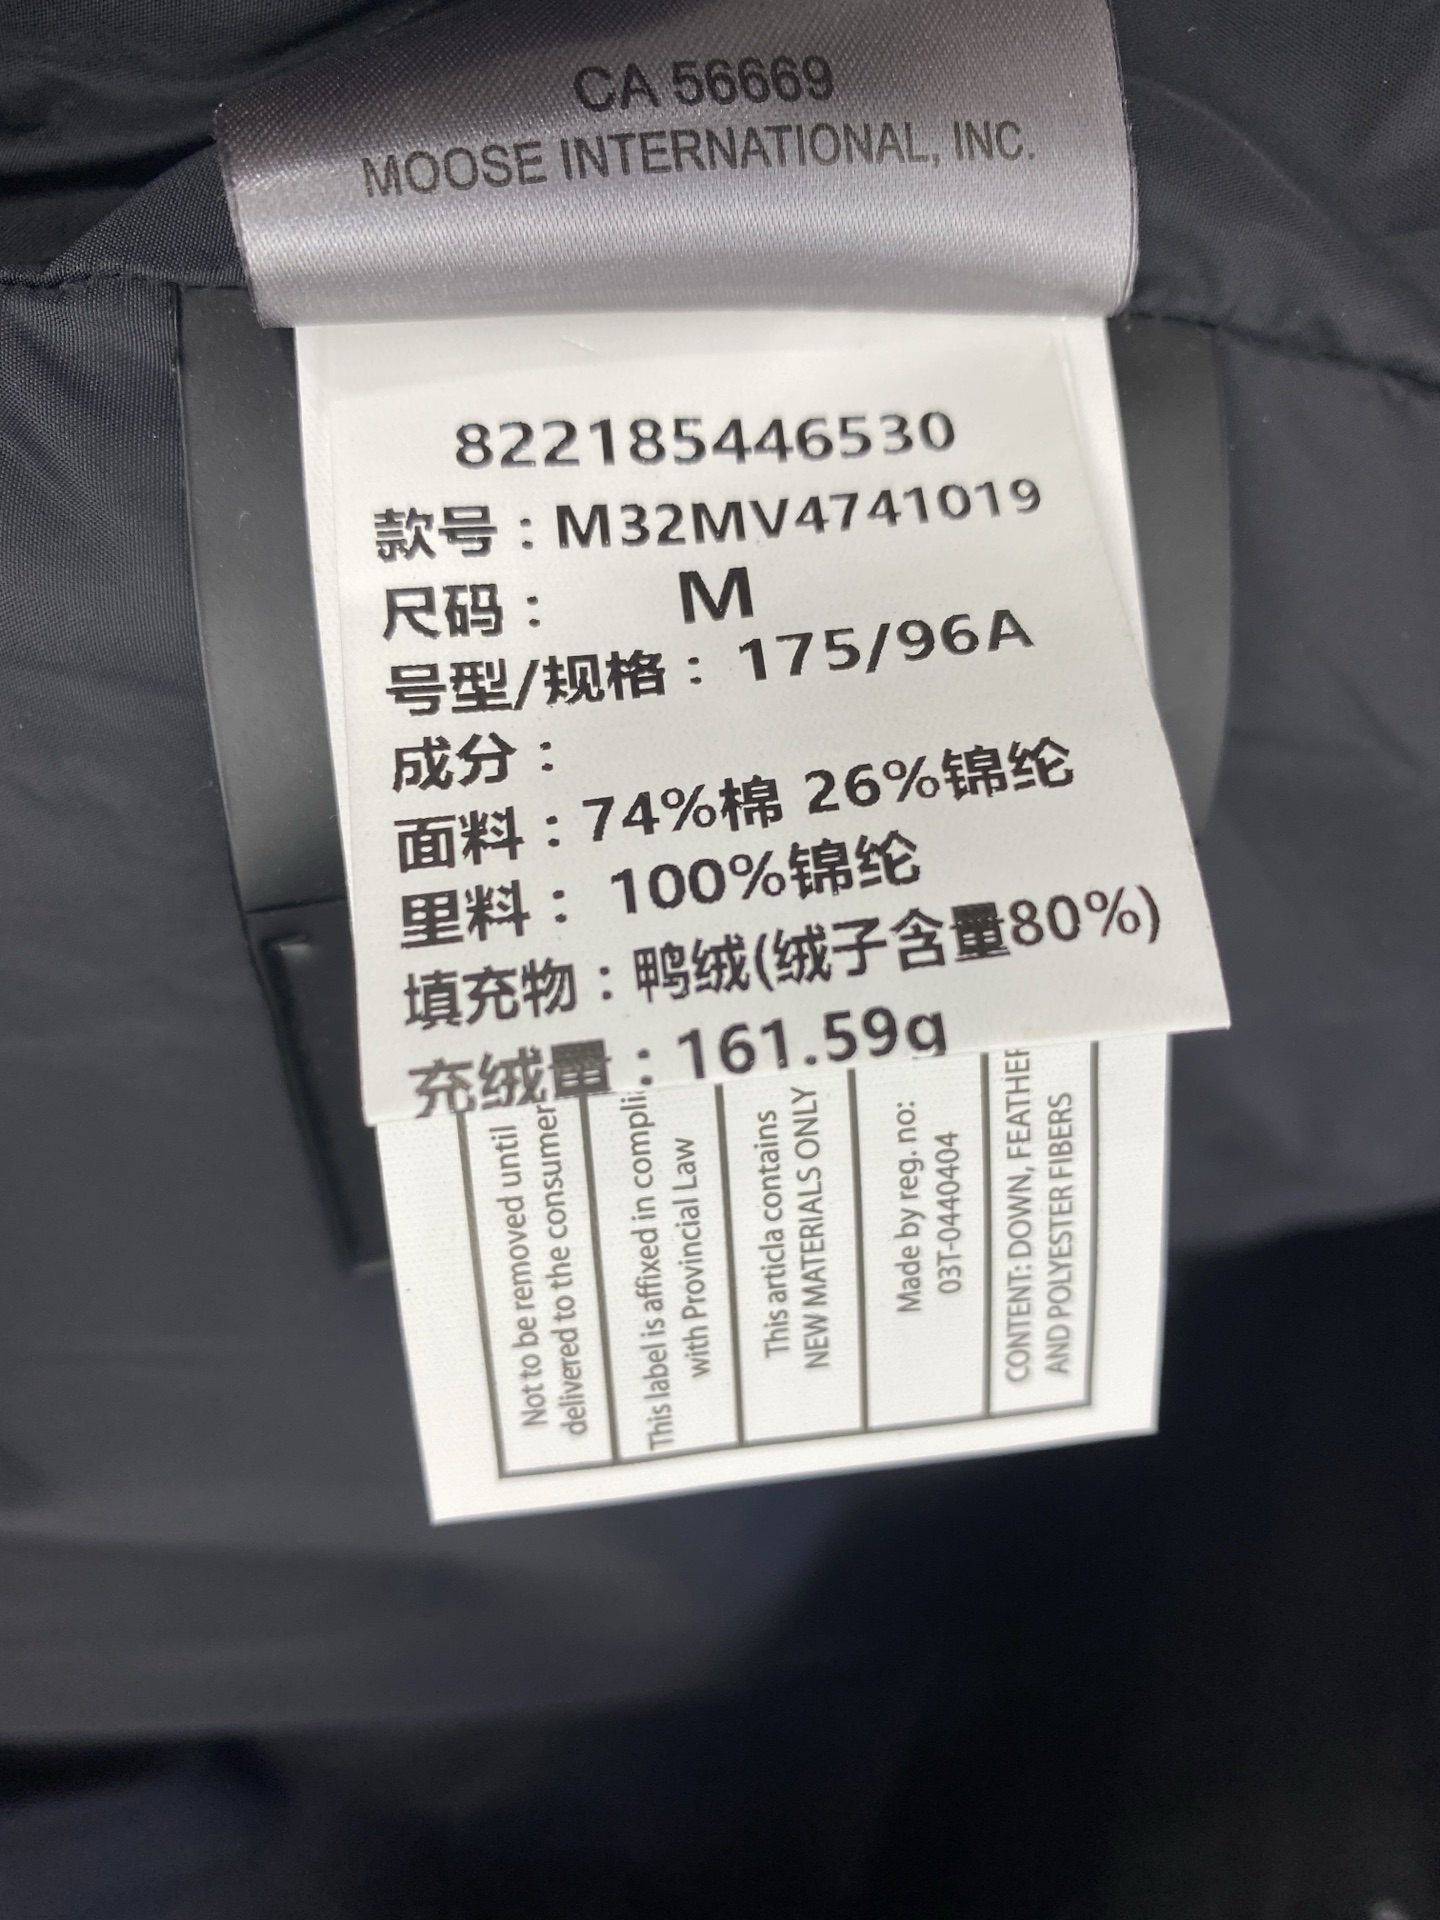 CA 56669
MOOSE INTERNATIONAL, INC.
822185446530
款号：M32MV4741019
尺码： M
号型/规格：175/96A
成分：
面料：74%棉 26%锦纶
里料：100%锦纶
填充物：鸭绒(绒子含量80%)
充绒量：161.59g
Not to be removed until
delivered to the consumer
This label is affixed in compli
with Provincial Law
This articla contains
NEW MATERIALS ONLY
Made by reg. no:
03T-0440404
CONTENT: DOWN, FEATHER
AND POLYESTER FIBERS